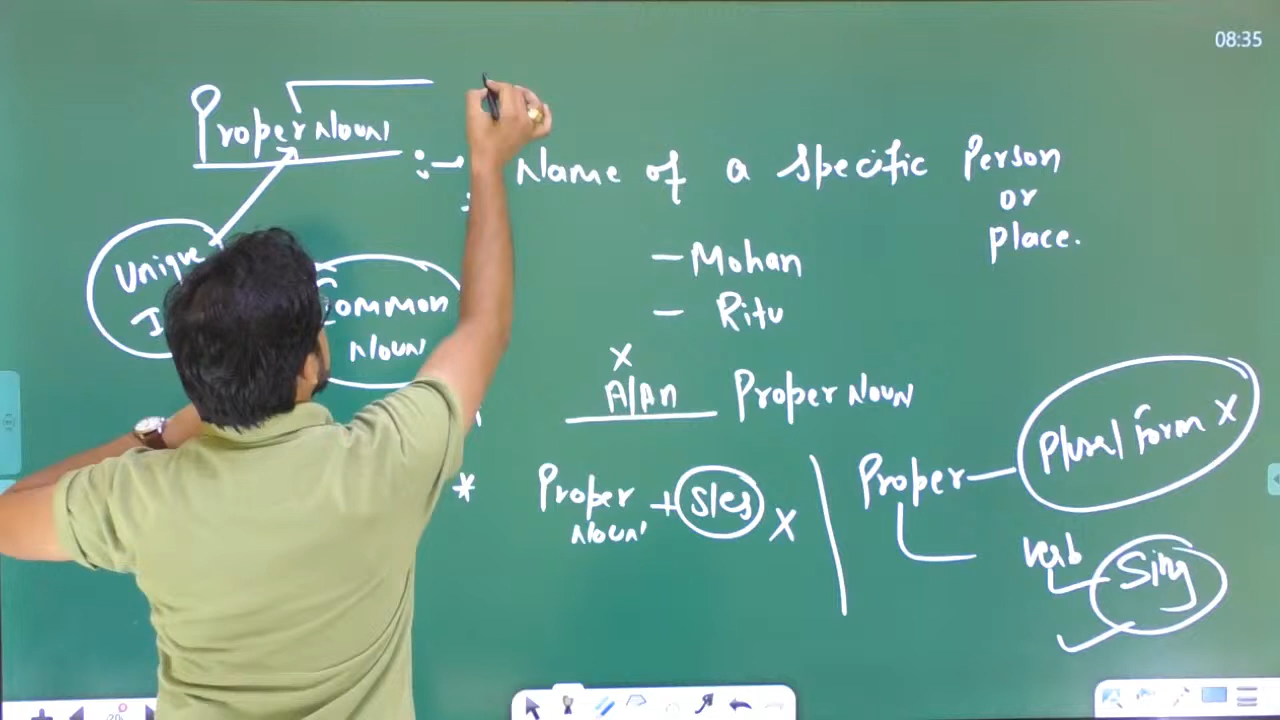 08:35
Proper Noun
:→ Name of a specific Person
or
place.
Unique
Common
Noun
- Mohan
- Ritu
X
A/An Proper Noun
* Proper + s/es X
Noun
Proper — Plural Form X
verb Sing